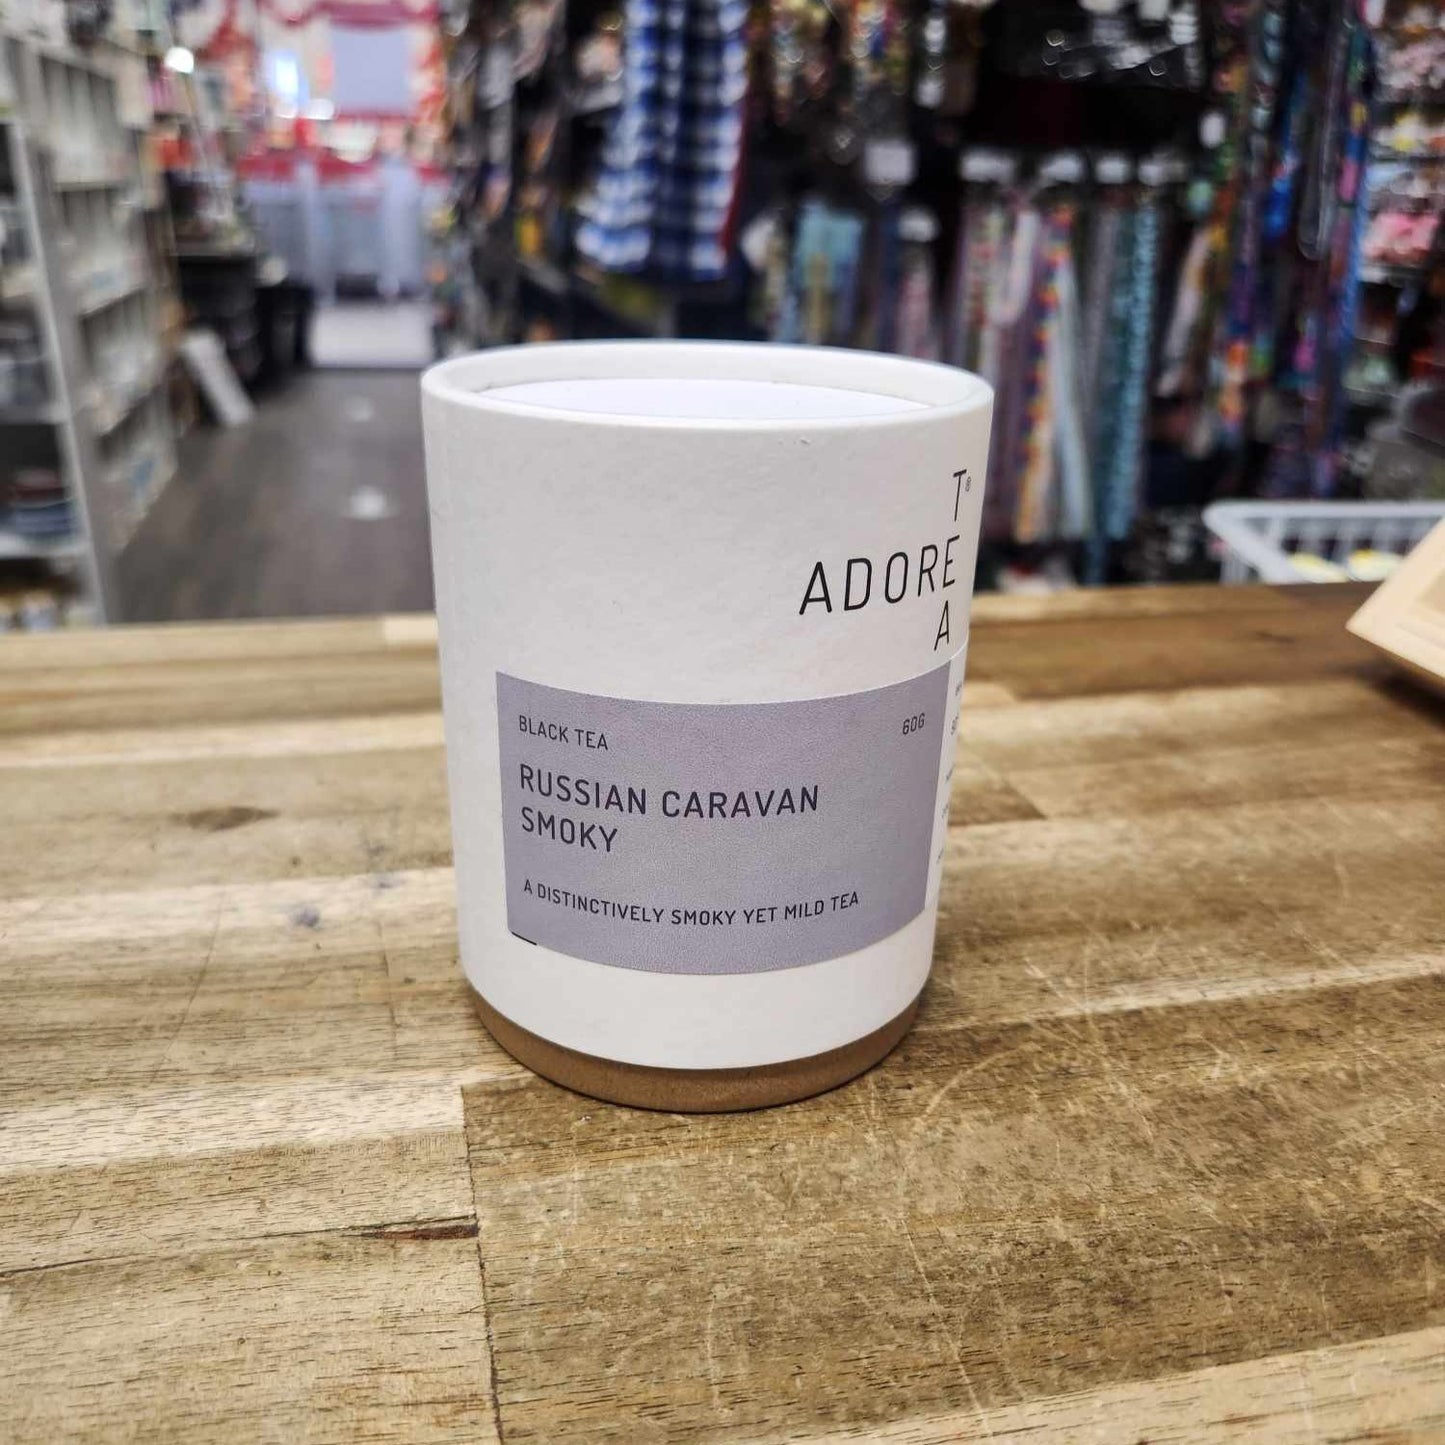 T®
ADORE
A
BLACK TEA 60G
RUSSIAN CARAVAN
SMOKY
A DISTINCTIVELY SMOKY YET MILD TEA